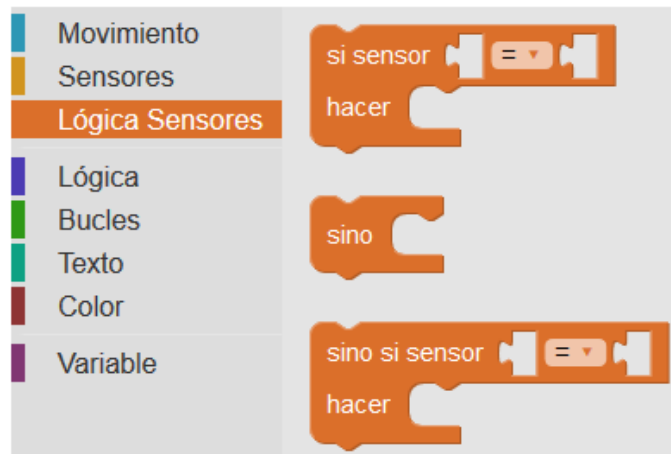 Movimiento
Sensores
Lógica Sensores
Lógica
Bucles
Texto
Color
Variable
si sensor =
hacer
sino
sino si sensor =
hacer